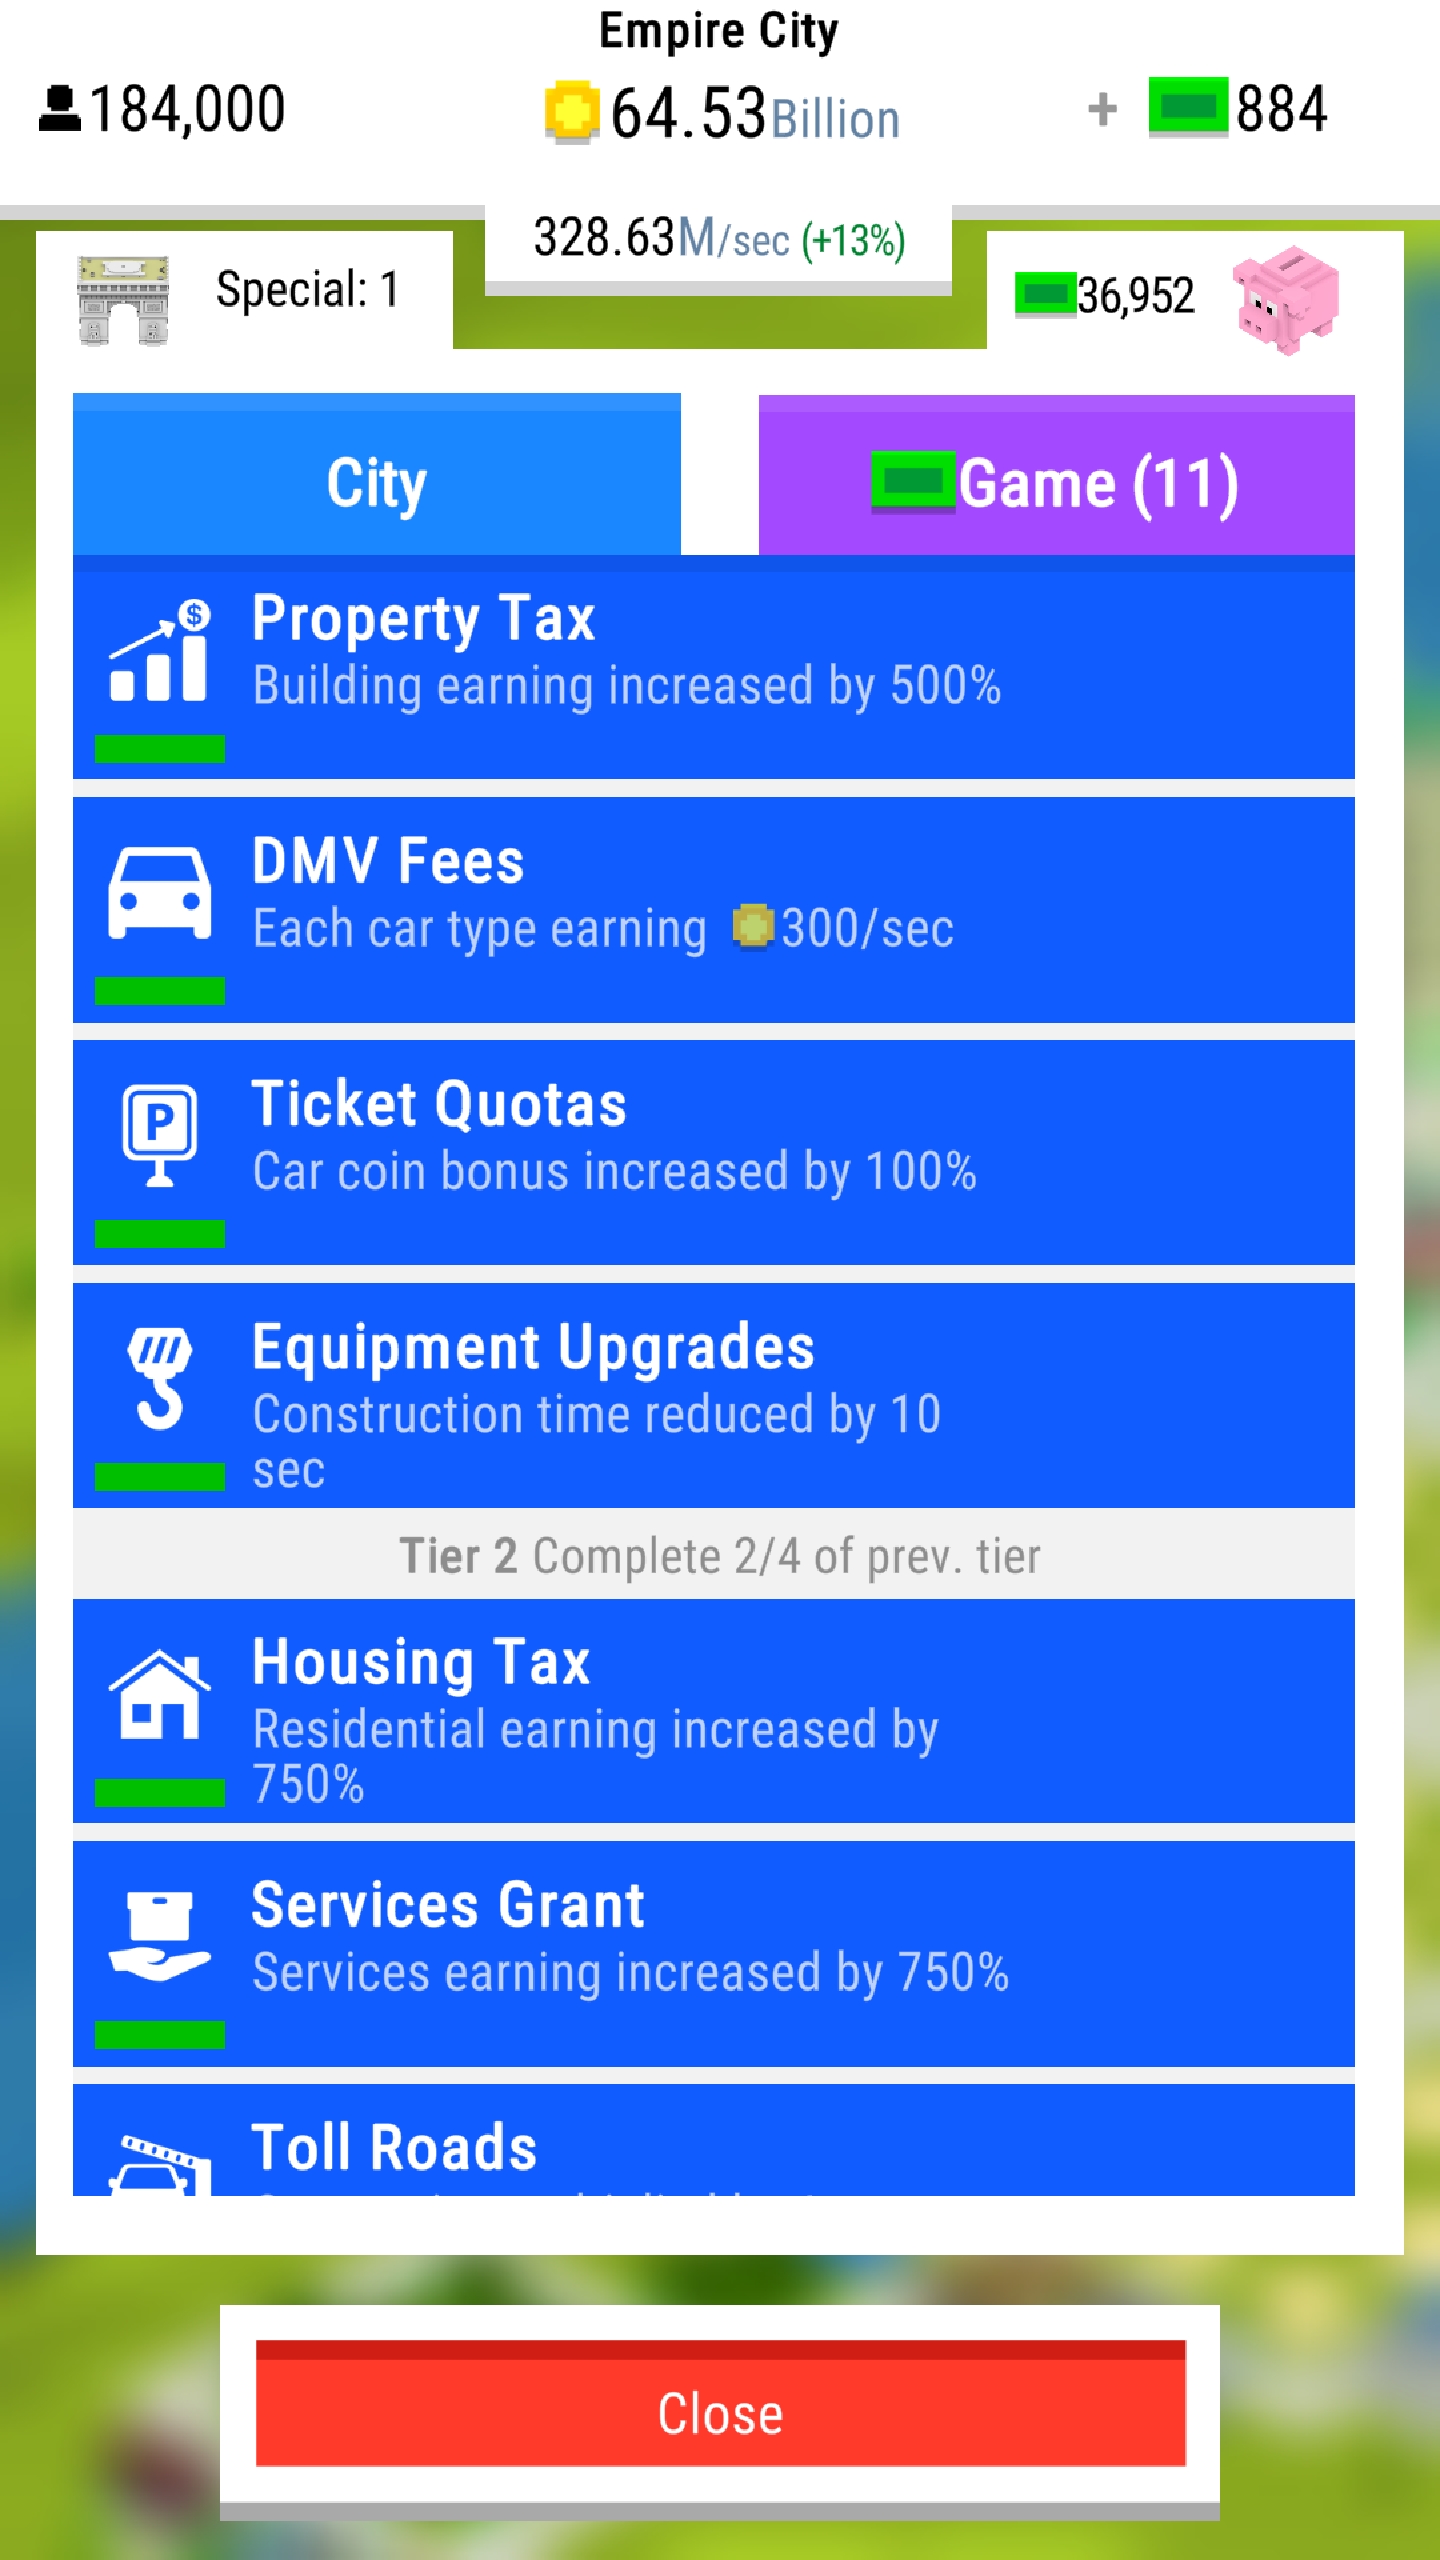 Empire City
184,000
64.53Billion
+ 884
328.63M/sec (+13%)
Special: 1
36,952
City
Game (11)
Property Tax
Building earning increased by 500%
DMV Fees
Each car type earning 300/sec
P
Ticket Quotas
Car coin bonus increased by 100%
Equipment Upgrades
Construction time reduced by 10
sec
Tier 2 Complete 2/4 of prev. tier
Housing Tax
Residential earning increased by
750%
Services Grant
Services earning increased by 750%
Toll Roads
Close